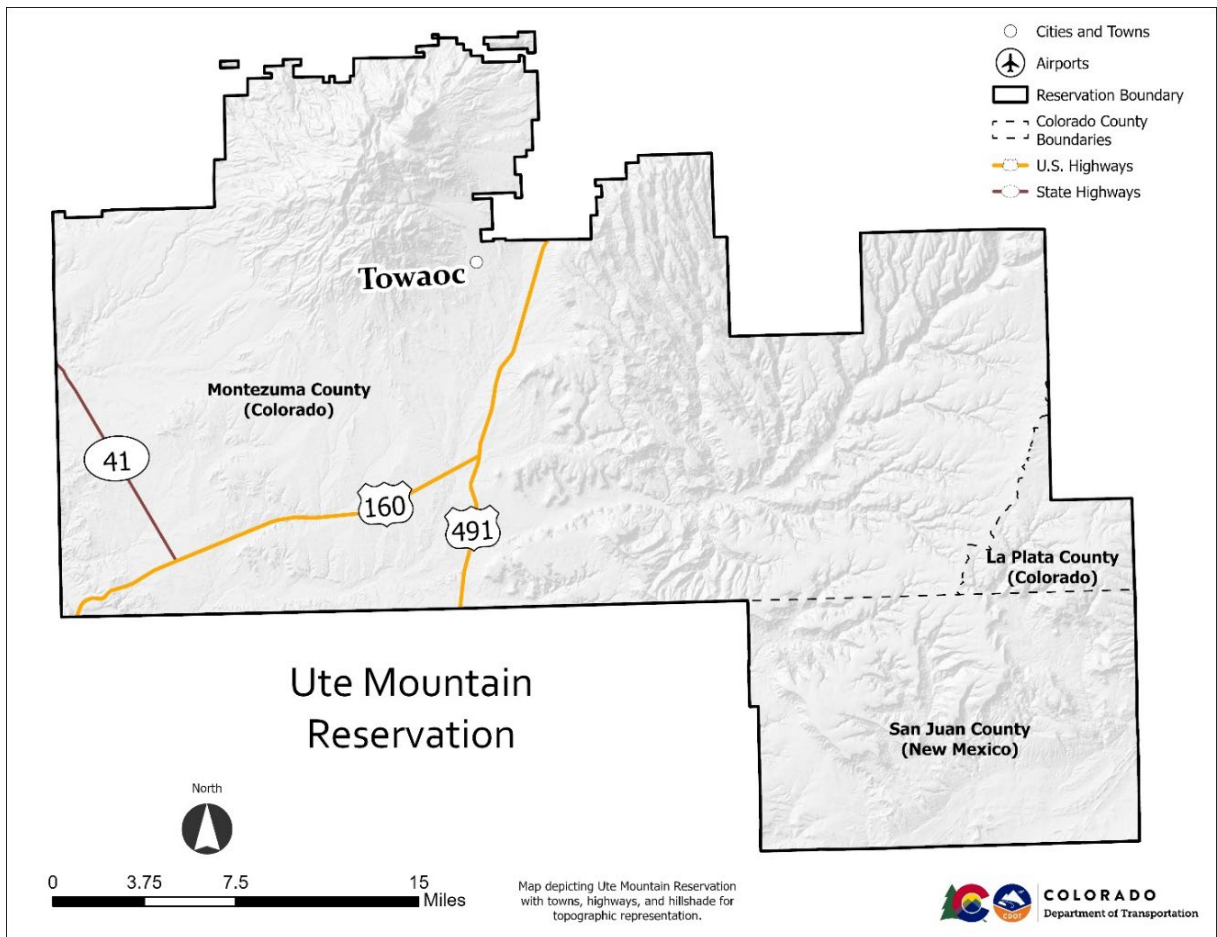 Cities and Towns
Airports
Reservation Boundary
Colorado County
Boundaries
U.S. Highways
State Highways
Towaoc
Montezuma County
(Colorado)
41
160
491
La Plata County
(Colorado)
San Juan County
(New Mexico)
Ute Mountain
Reservation
North
0 3.75 7.5 15
Miles
Map depicting Ute Mountain Reservation
with towns, highways, and hillshade for
topographic representation.
CDOT
COLORADO
Department of Transportation